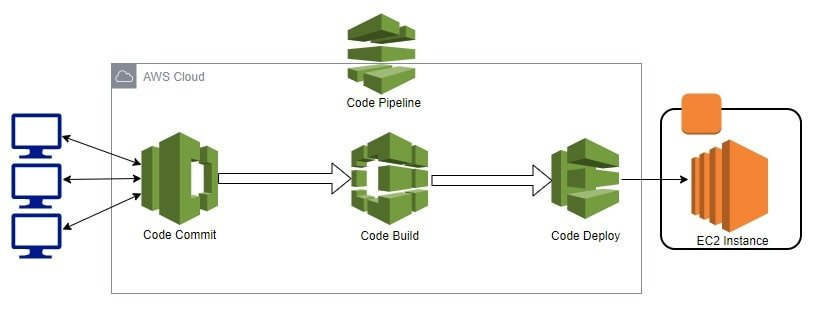 Code Pipeline
AWS Cloud
Code Commit
Code Build
Code Deploy
EC2 Instance